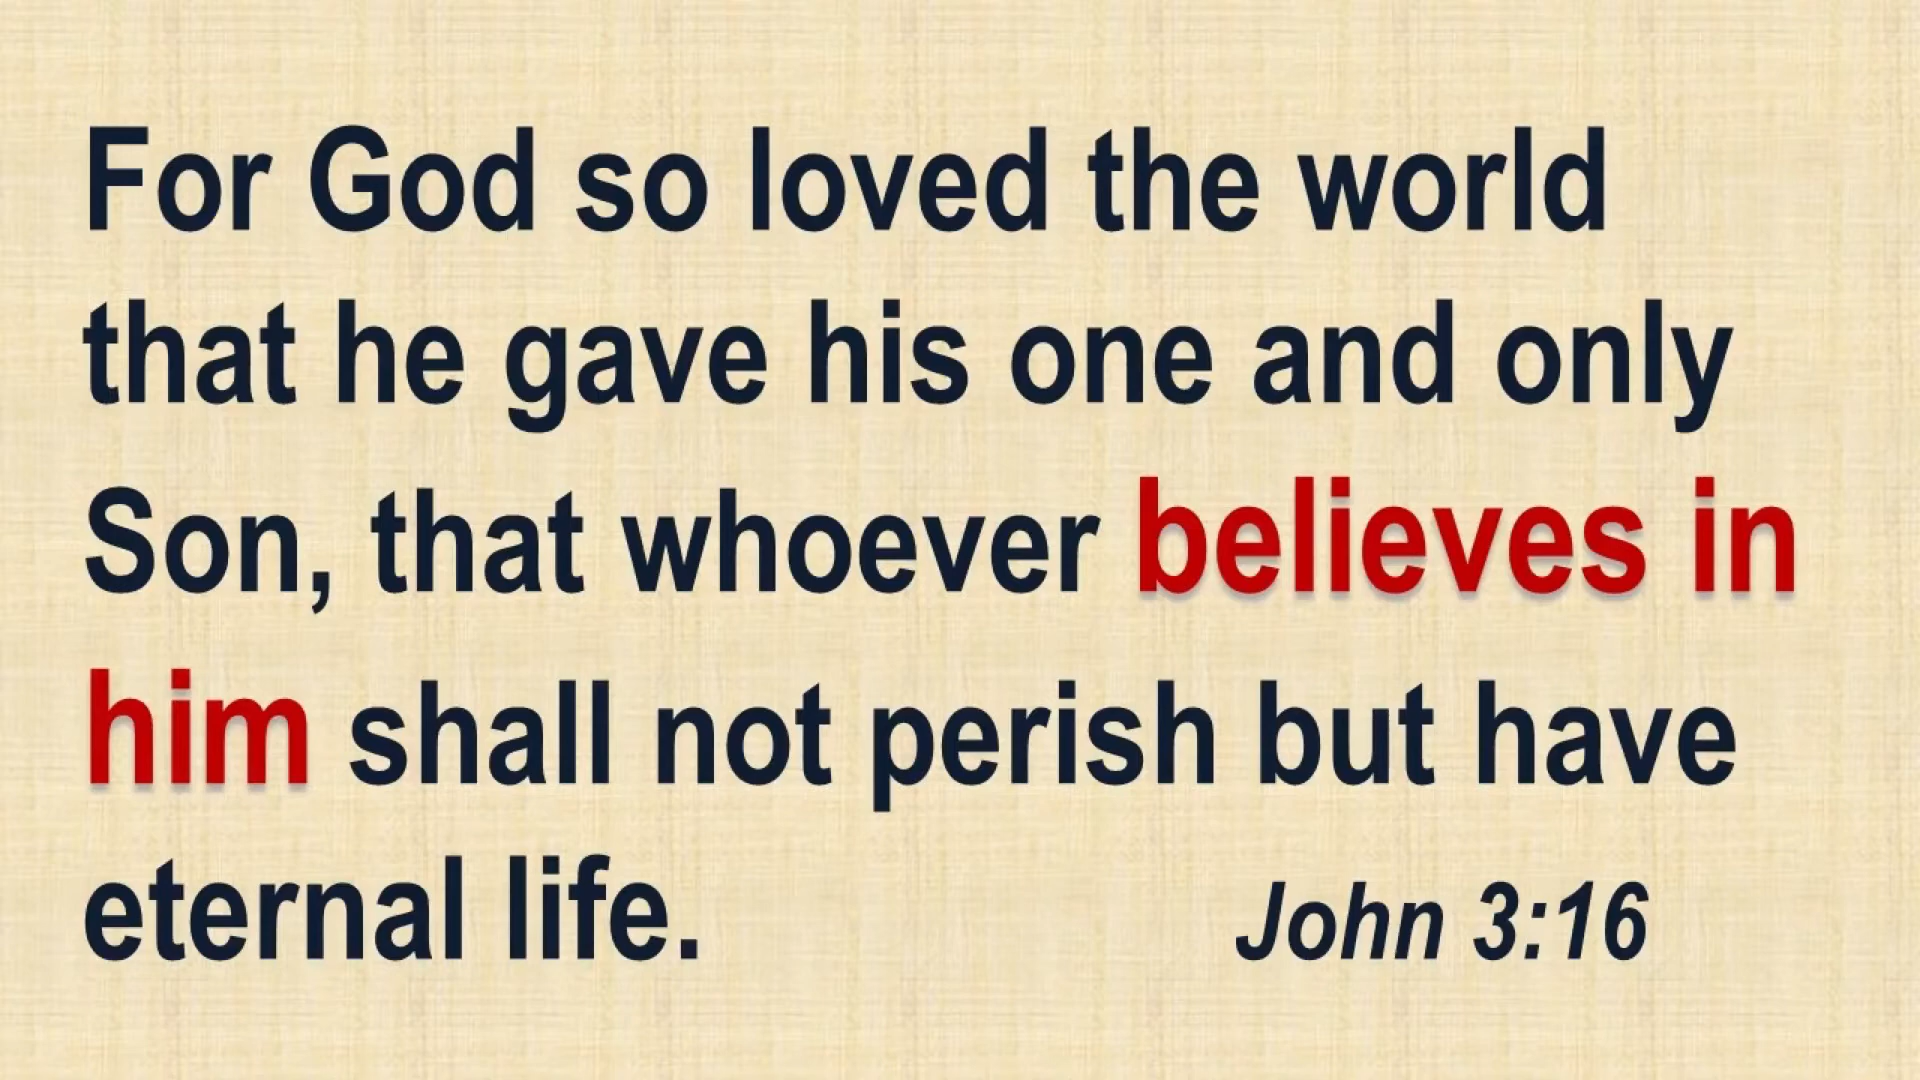 For God so loved the world
that he gave his one and only
Son, that whoever believes in
him shall not perish but have
eternal life. John 3:16